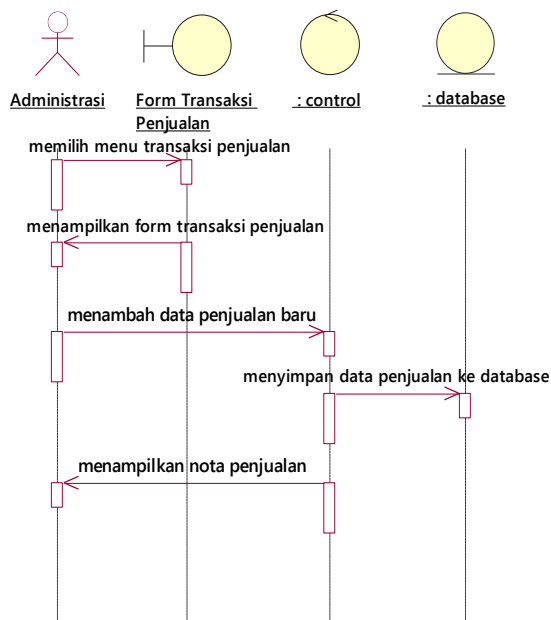 Administrasi
Form Transaksi
Penjualan
: control
: database
memilih menu transaksi penjualan
menampilkan form transaksi penjualan
menambah data penjualan baru
menyimpan data penjualan ke database
menampilkan nota penjualan